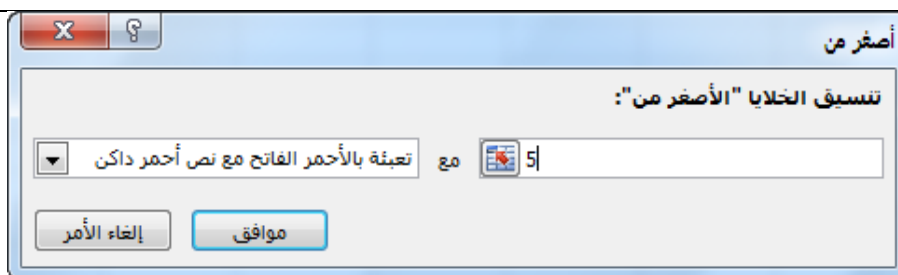 أصغر من
تنسيق الخلايا "الأصغر من":
5 مع تعبئة بالأحمر الفاتح مع نص أحمر داكن
موافق إلغاء الأمر